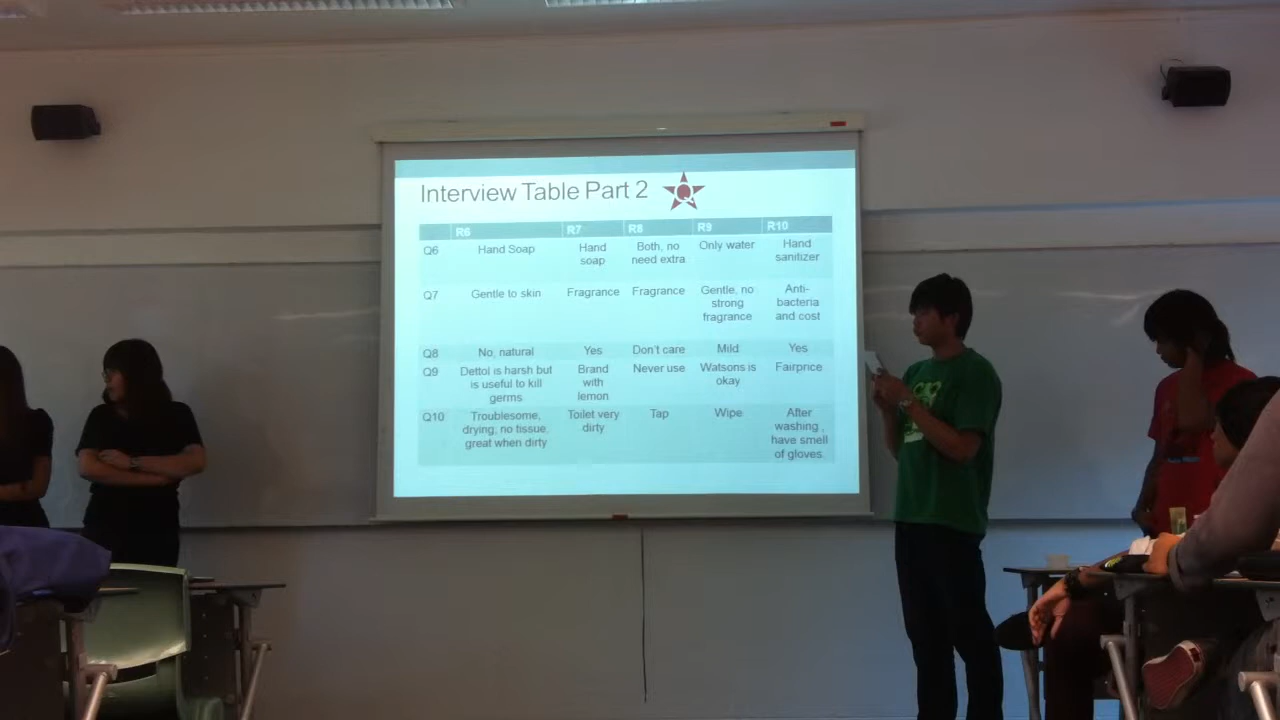 Interview Table Part 2 Q
R6 R7 R8 R9 R10
Q6 Hand Soap Hand soap Both, no need extra Only water Hand sanitizer
Q7 Gentle to skin Fragrance Fragrance Gentle, no strong fragrance Anti-bacteria and cost
Q8 No, natural Yes Don't care Mild Yes
Q9 Dettol is harsh but is useful to kill germs Brand with lemon Never use Watsons is okay Fairprice
Q10 Troublesome, drying, no tissue, great when dirty Toilet very dirty Tap Wipe After washing , have smell of gloves.